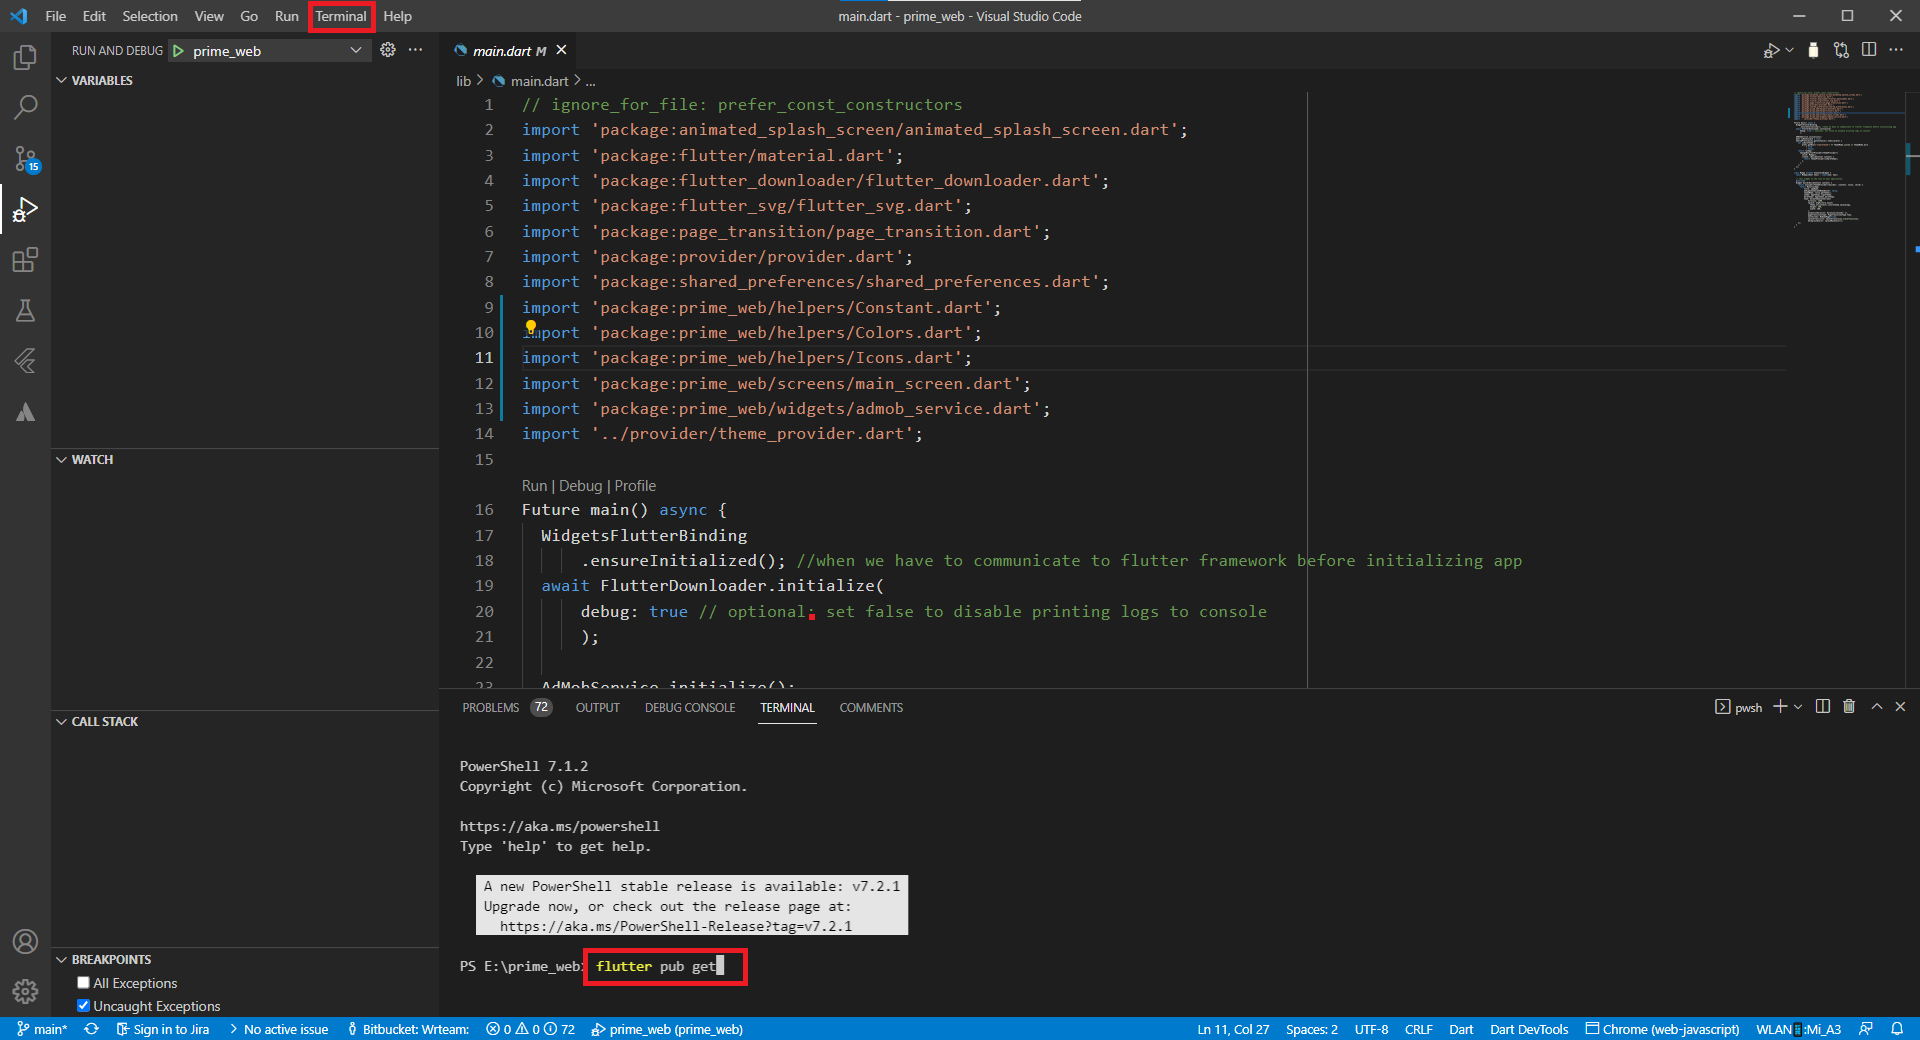 File Edit Selection View Go Run Terminal Help
main.dart - prime_web - Visual Studio Code
RUN AND DEBUG prime_web
VARIABLES
WATCH
CALL STACK
BREAKPOINTS
All Exceptions
Uncaught Exceptions
15
main.dart M
lib > main.dart > ...
1 // ignore_for_file: prefer_const_constructors
2 import 'package:animated_splash_screen/animated_splash_screen.dart';
3 import 'package:flutter/material.dart';
4 import 'package:flutter_downloader/flutter_downloader.dart';
5 import 'package:flutter_svg/flutter_svg.dart';
6 import 'package:page_transition/page_transition.dart';
7 import 'package:provider/provider.dart';
8 import 'package:shared_preferences/shared_preferences.dart';
9 import 'package:prime_web/helpers/Constant.dart';
10 import 'package:prime_web/helpers/Colors.dart';
11 import 'package:prime_web/helpers/Icons.dart';
12 import 'package:prime_web/screens/main_screen.dart';
13 import 'package:prime_web/widgets/admob_service.dart';
14 import '../provider/theme_provider.dart';
15
Run | Debug | Profile
16 Future main() async {
17 WidgetsFlutterBinding
18 .ensureInitialized(); //when we have to communicate to flutter framework before initializing app
19 await FlutterDownloader.initialize(
20 debug: true // optional: set false to disable printing logs to console
21 );
22
23 AdMobService.initialize();
PROBLEMS 72 OUTPUT DEBUG CONSOLE TERMINAL COMMENTS
pwsh
PowerShell 7.1.2
Copyright (c) Microsoft Corporation.
https://aka.ms/powershell
Type 'help' to get help.
A new PowerShell stable release is available: v7.2.1
Upgrade now, or check out the release page at:
https://aka.ms/PowerShell-Release?tag=v7.2.1
PS E:\prime_web> flutter pub get
main* Sign in to Jira No active issue Bitbucket: Wrteam: 0 0 72 prime_web (prime_web)
Ln 11, Col 27 Spaces: 2 UTF-8 CRLF Dart Dart DevTools Chrome (web-javascript) WLAN :Mi_A3